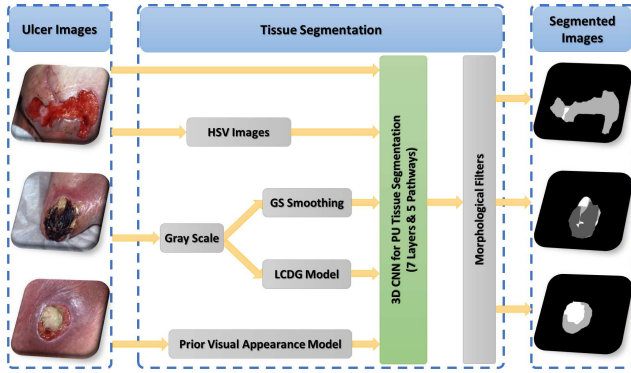 Ulcer Images
Tissue Segmentation
Segmented
Images
HSV Images
Gray Scale
GS Smoothing
LCDG Model
Prior Visual Appearance Model
3D CNN for PU Tissue Segmentation
(7 Layers & 5 Pathways)
Morphological Filters